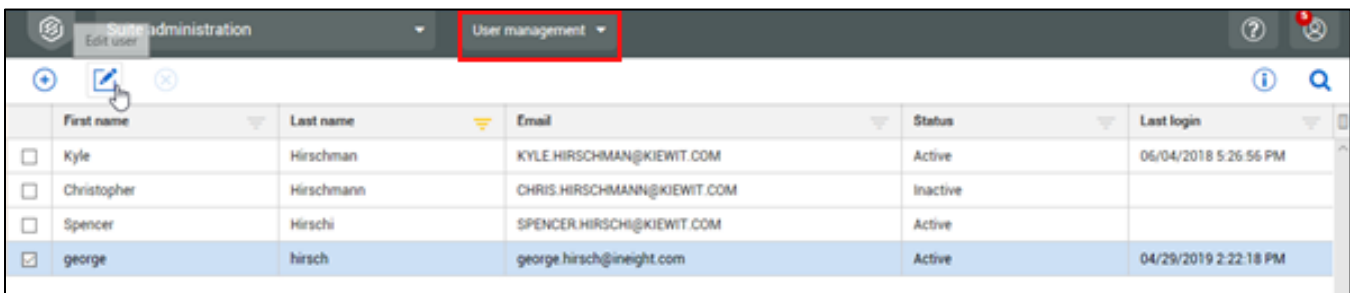 Suite administration User management ? 5
Edit user
First name Last name Email Status Last login
Kyle Hirschman KYLE.HIRSCHMAN@KIEWIT.COM Active 06/04/2018 5:26:56 PM
Christopher Hirschmann CHRIS.HIRSCHMANN@KIEWIT.COM Inactive
Spencer Hirschi SPENCER.HIRSCHI@KIEWIT.COM Active
george hirsch george.hirsch@ineight.com Active 04/29/2019 2:22:18 PM